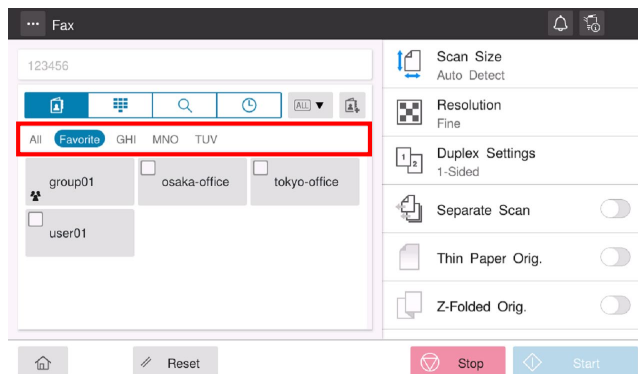 Fax
123456
ALL
All Favorite GHI MNO TUV
group01
osaka-office
tokyo-office
user01
Scan Size
Auto Detect
Resolution
Fine
Duplex Settings
1-Sided
Separate Scan
Thin Paper Orig.
Z-Folded Orig.
Reset
Stop
Start